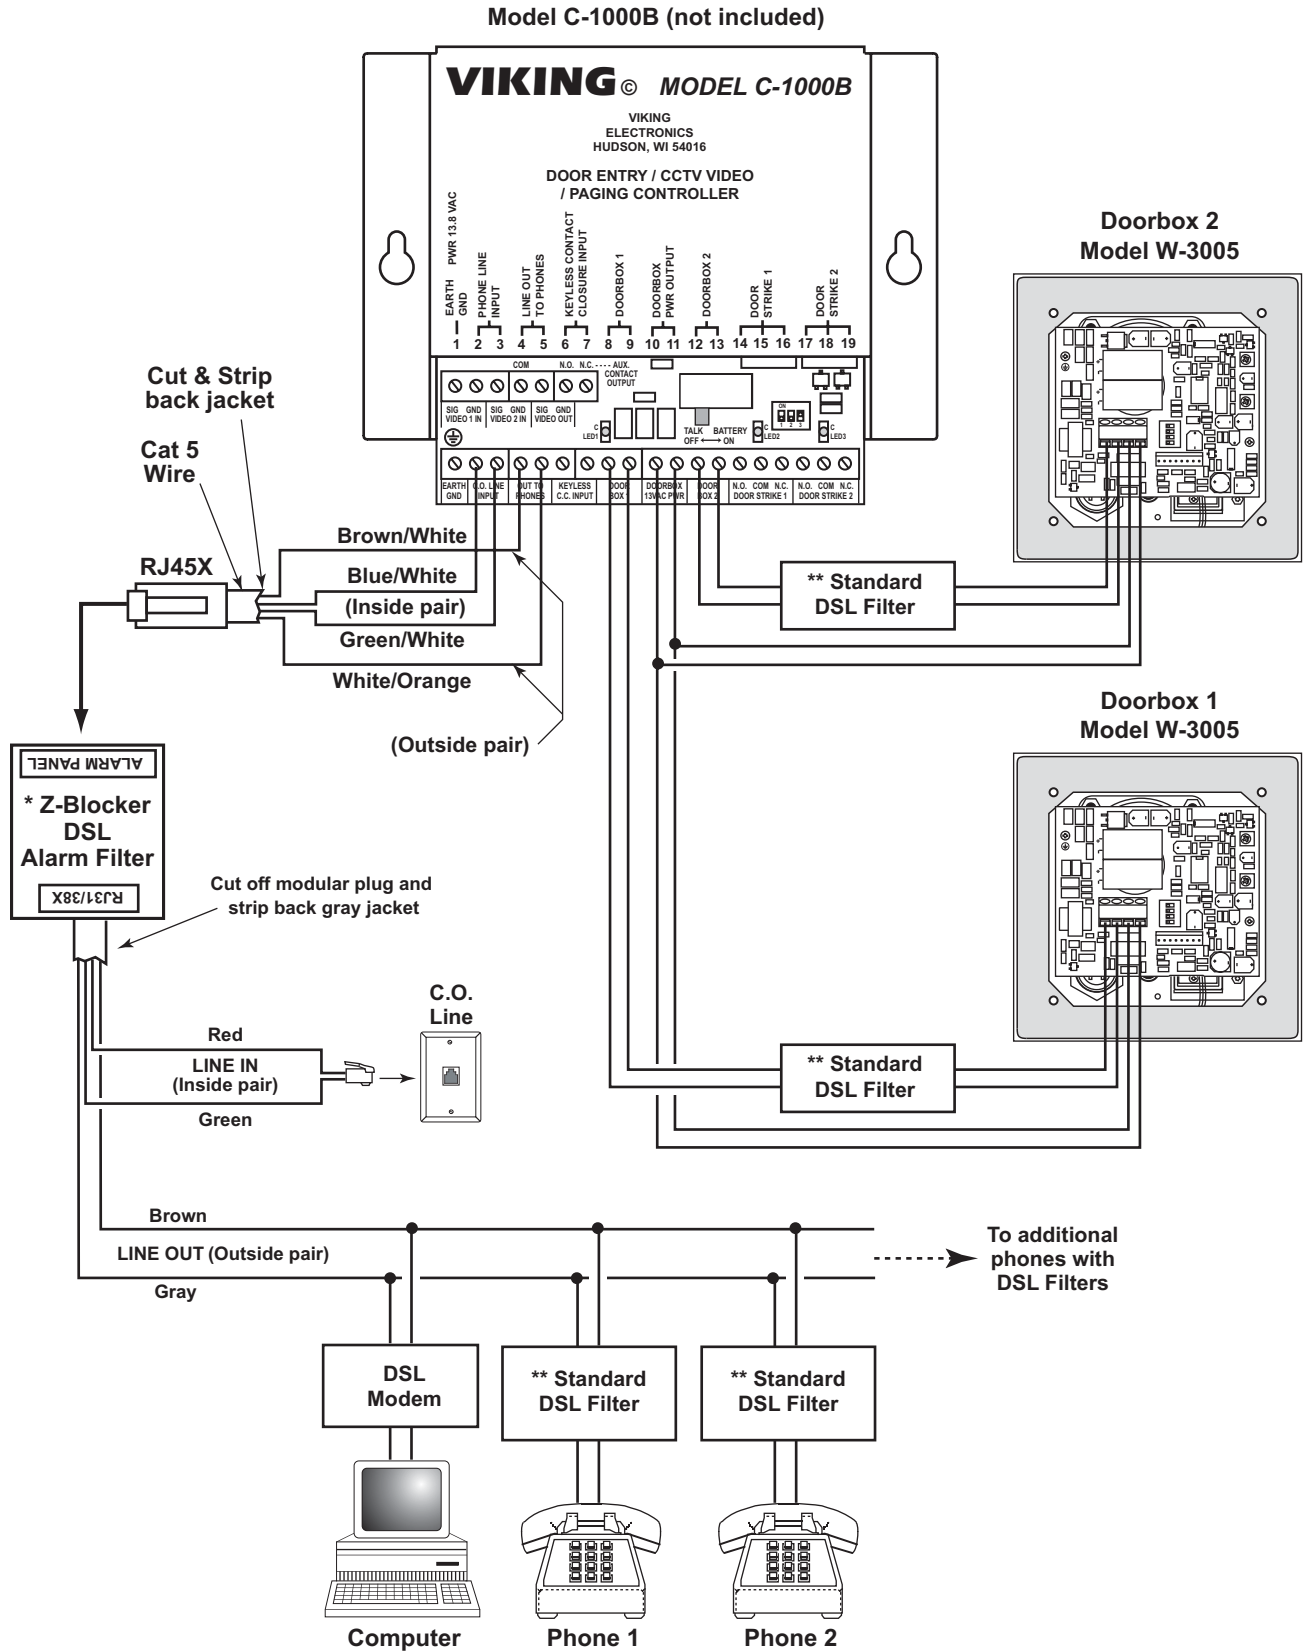 Model C-1000B (not included)
VIKING © MODEL C-1000B
VIKING
ELECTRONICS
HUDSON, WI 54016
DOOR ENTRY / CCTV VIDEO
/ PAGING CONTROLLER
PWR 13.8 VAC
EARTH
GND
PHONE LINE
INPUT
LINE OUT
TO PHONES
KEYLESS CONTACT
CLOSURE INPUT
DOORBOX 1
DOORBOX
PWR OUTPUT
DOORBOX 2
DOOR
STRIKE 1
DOOR
STRIKE 2
1 2 3 4 5 6 7 8 9 10 11 12 13 14 15 16 17 18 19
COM N.O. N.C. ---- AUX.
CONTACT
OUTPUT
SIG GND SIG GND SIG GND
VIDEO 1 IN VIDEO 2 IN VIDEO OUT
ON
1 2 3
C
LED1
TALK BATTERY
OFF ON
C
LED2
C
LED3
EARTH
GND
C.O. LINE
INPUT
OUT TO
PHONES
KEYLESS
C.C. INPUT
DOOR
BOX 1
DOORBOX
13VAC PWR
DOOR
BOX 2
N.O. COM N.C.
DOOR STRIKE 1
N.O. COM N.C.
DOOR STRIKE 2
Doorbox 2
Model W-3005
Cut & Strip
back jacket
Cat 5
Wire
RJ45X
Brown/White
Blue/White
(Inside pair)
Green/White
White/Orange
(Outside pair)
** Standard
DSL Filter
Doorbox 1
Model W-3005
ALARM PANEL
* Z-Blocker
DSL
Alarm Filter
RJ31/38X
Cut off modular plug and
strip back gray jacket
C.O.
Line
Red
LINE IN
(Inside pair)
Green
** Standard
DSL Filter
Brown
LINE OUT (Outside pair)
Gray
To additional
phones with
DSL Filters
DSL
Modem
** Standard
DSL Filter
** Standard
DSL Filter
Computer
Phone 1
Phone 2